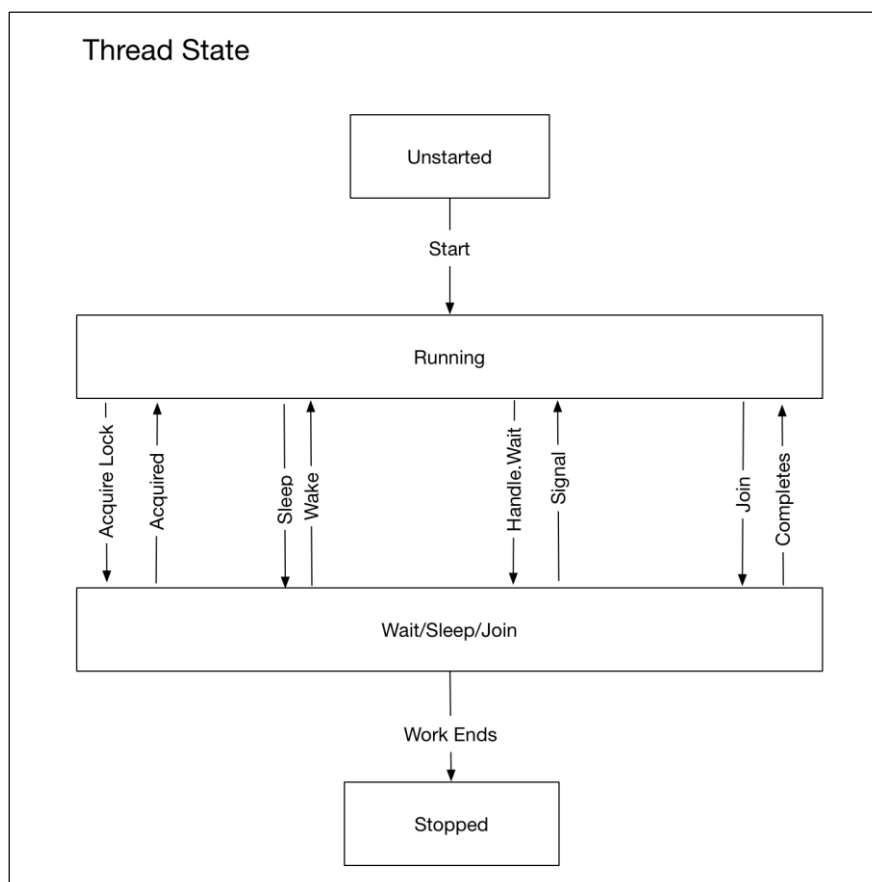 Thread State
Unstarted
Start
Running
Acquire Lock
Acquired
Sleep
Wake
Handle.Wait
Signal
Join
Completes
Wait/Sleep/Join
Work Ends
Stopped